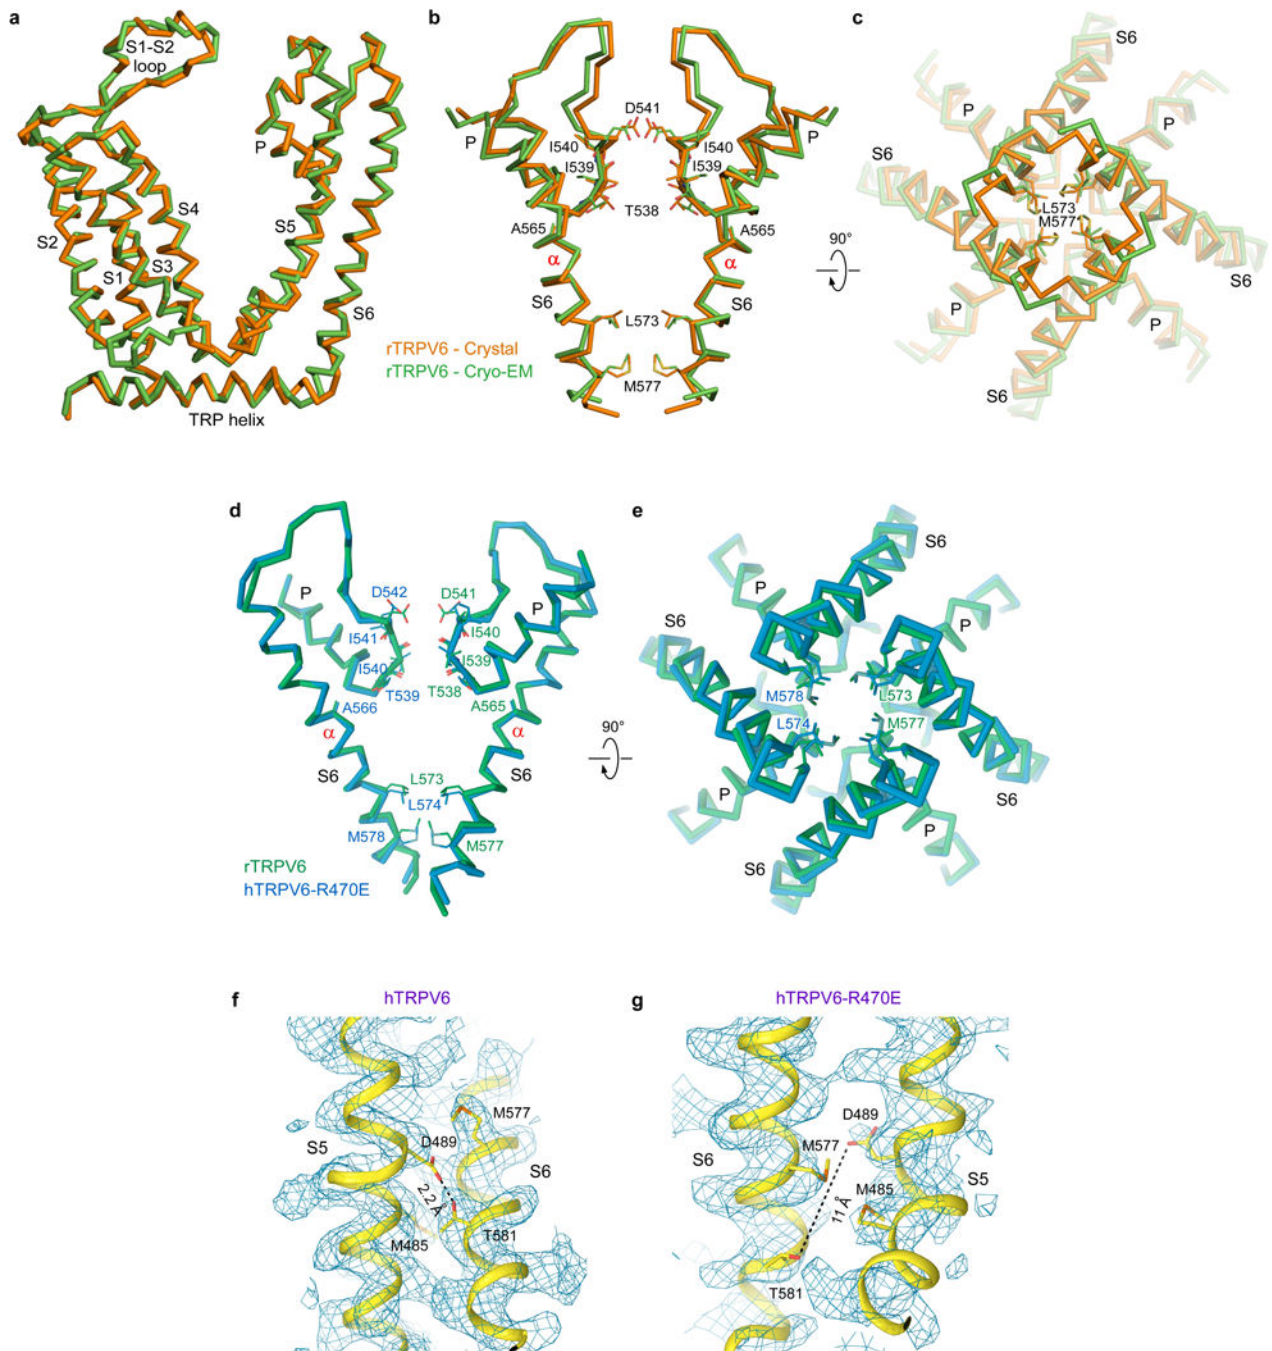 a
S1-S2
loop
P
S4
S2
S5
S3
S1
S6
TRP helix
b
D541
P
P
I540
I540
I539
I539
T538
A565
A565
α
α
S6
S6
L573
M577
rTRPV6 - Crystal
rTRPV6 - Cryo-EM
90°
c
S6
P
P
S6
L573
M577
S6
P
P
S6
d
D542
D541
P
P
I541
I540
I540
I539
T539
T538
A566
A565
α
α
S6
S6
L573
L574
M578
M577
rTRPV6
hTRPV6-R470E
90°
e
S6
P
S6
M578
L573
L574
M577
S6
P
P
S6
f
hTRPV6
M577
D489
S5
S6
2.2 Å
M485
T581
g
hTRPV6-R470E
D489
M577
S6
S5
M485
11 Å
T581